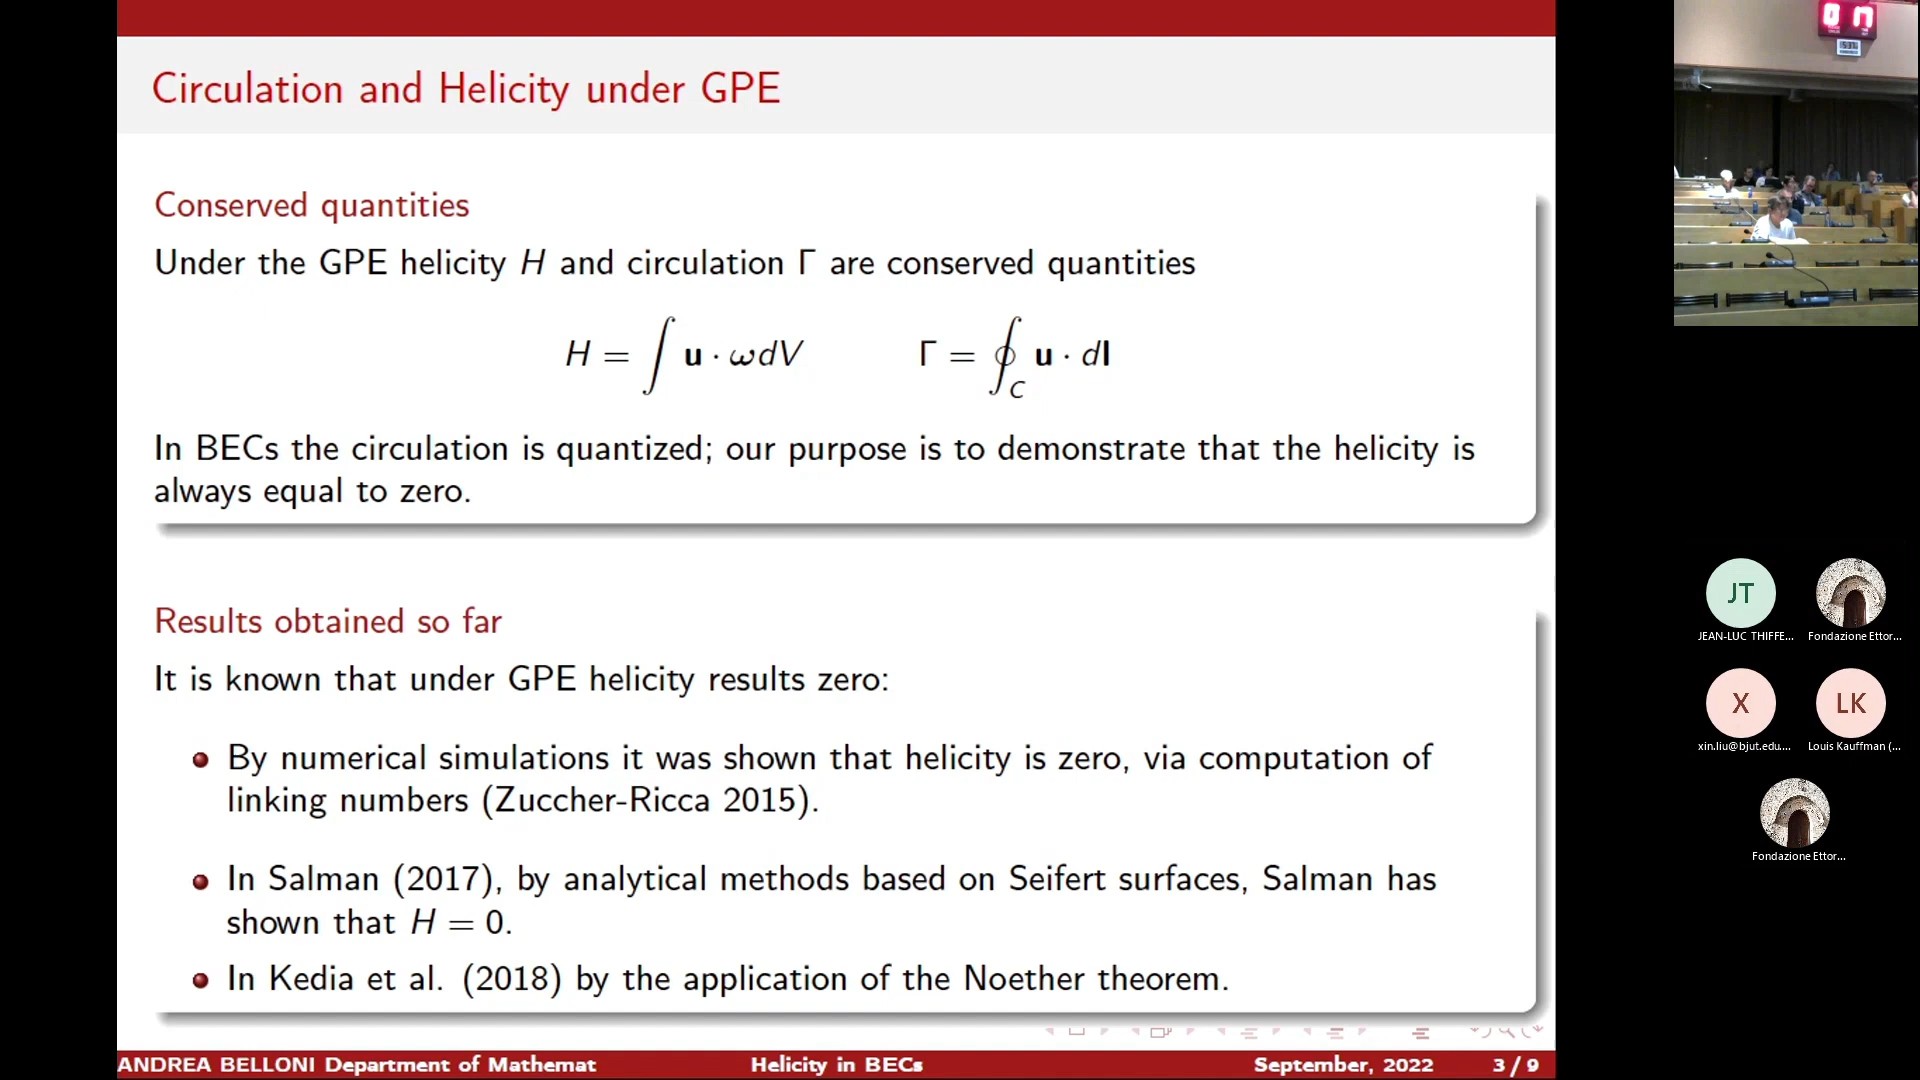 Circulation and Helicity under GPE
Conserved quantities
Under the GPE helicity H and circulation Γ are conserved quantities
H = ∫ u · ωdV    Γ = ∮_C u · dl
In BECs the circulation is quantized; our purpose is to demonstrate that the helicity is
always equal to zero.
Results obtained so far
It is known that under GPE helicity results zero:
By numerical simulations it was shown that helicity is zero, via computation of
linking numbers (Zuccher-Ricca 2015).
In Salman (2017), by analytical methods based on Seifert surfaces, Salman has
shown that H = 0.
In Kedia et al. (2018) by the application of the Noether theorem.
ANDREA BELLONI Department of Mathemat    Helicity in BECs    September, 2022    3 / 9
JT
JEAN-LUC THIFFE...
Fondazione Ettor...
X
xin.liu@bjut.edu....
LK
Louis Kauffman (...
Fondazione Ettor...